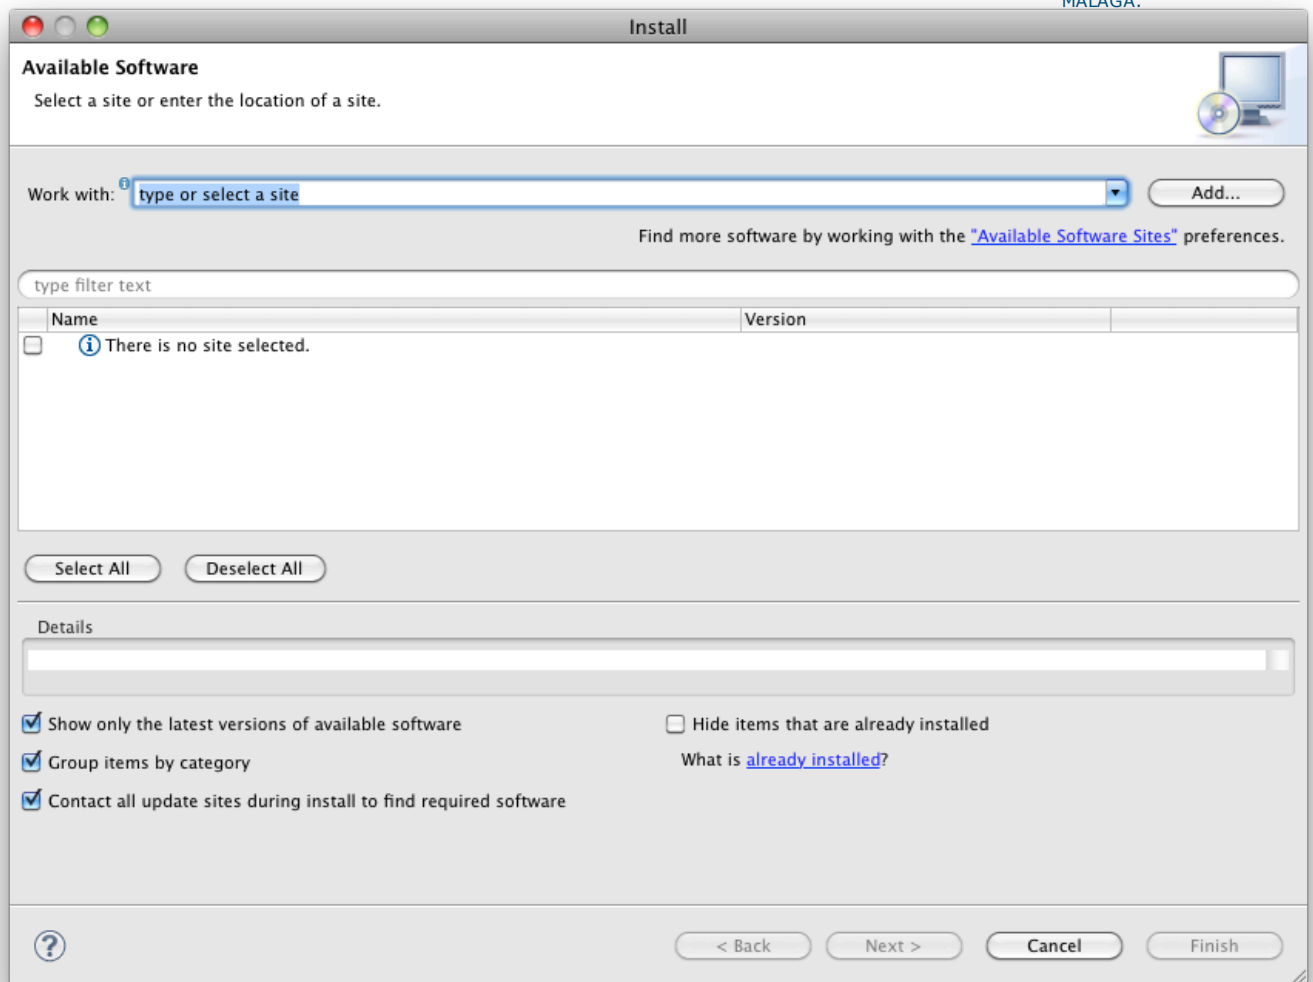 MALAGA.
Install
Available Software
Select a site or enter the location of a site.
Work with: type or select a site
Add...
Find more software by working with the "Available Software Sites" preferences.
type filter text
Name Version
There is no site selected.
Select All Deselect All
Details
Show only the latest versions of available software Hide items that are already installed
Group items by category What is already installed?
Contact all update sites during install to find required software
? < Back Next > Cancel Finish